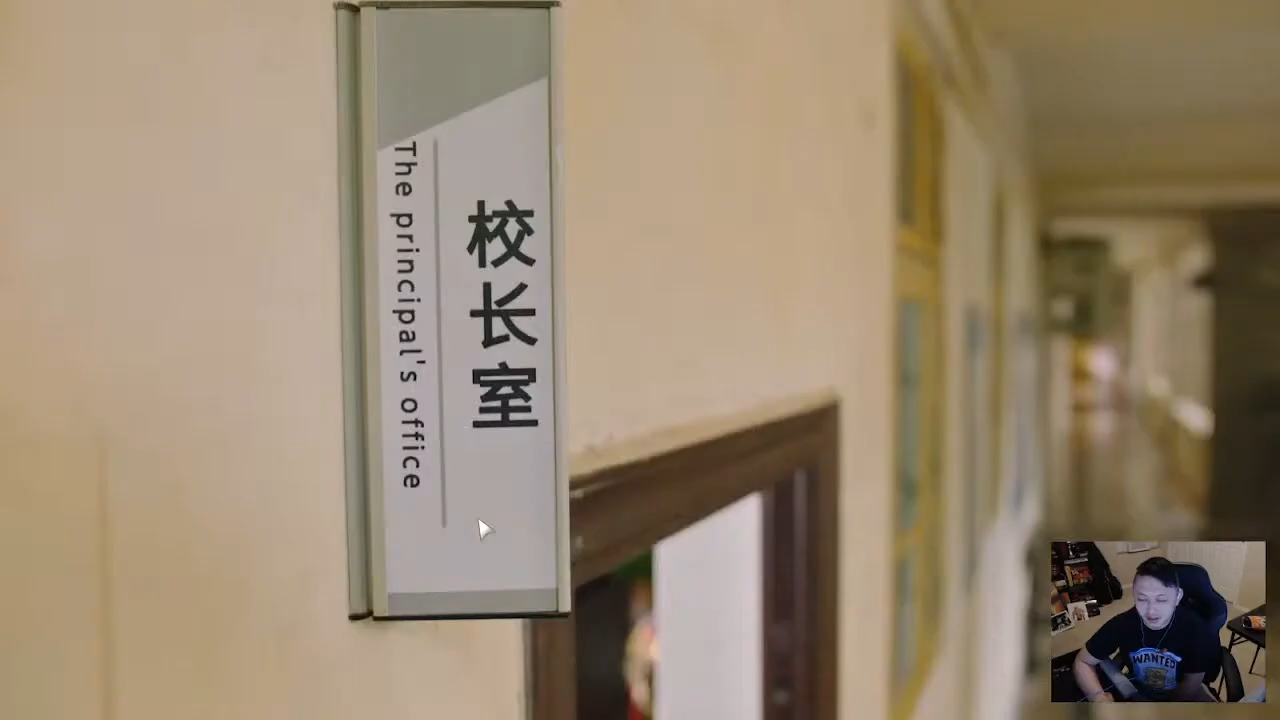 校长室
The principal's office
WANTED